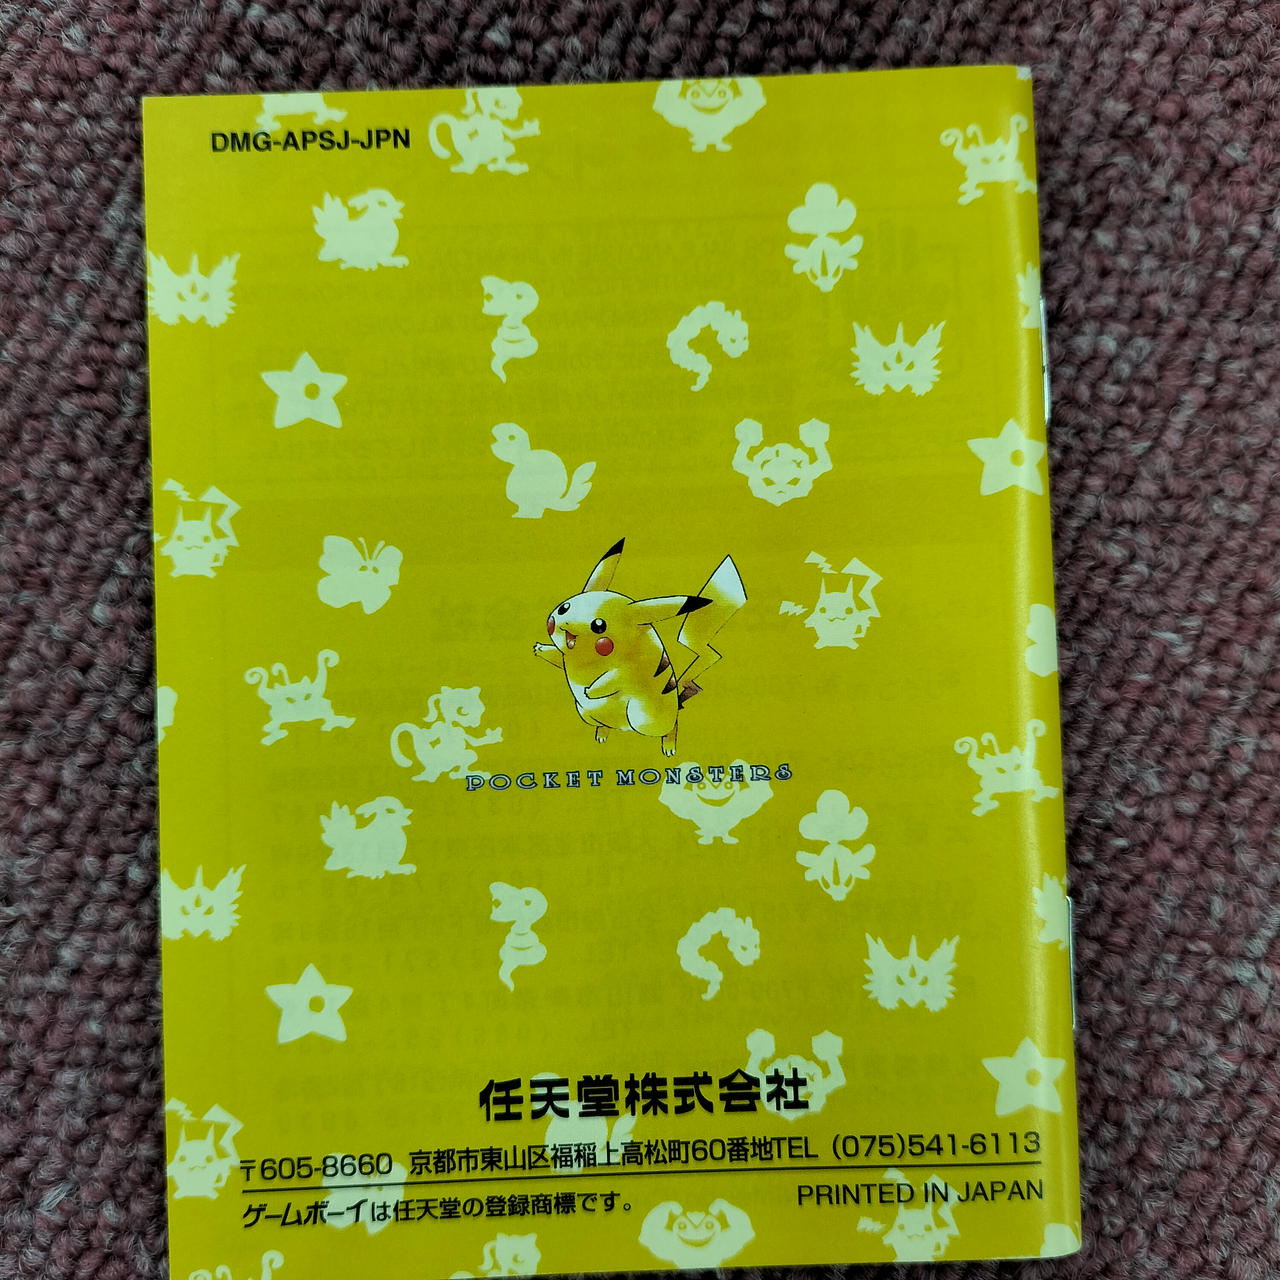 DMG-APSJ-JPN
POCKET MONSTERS
任天堂株式会社
〒605-8660 京都市東山区福稲上高松町60番地TEL (075)541-6113
ゲームボーイは任天堂の登録商標です。
PRINTED IN JAPAN